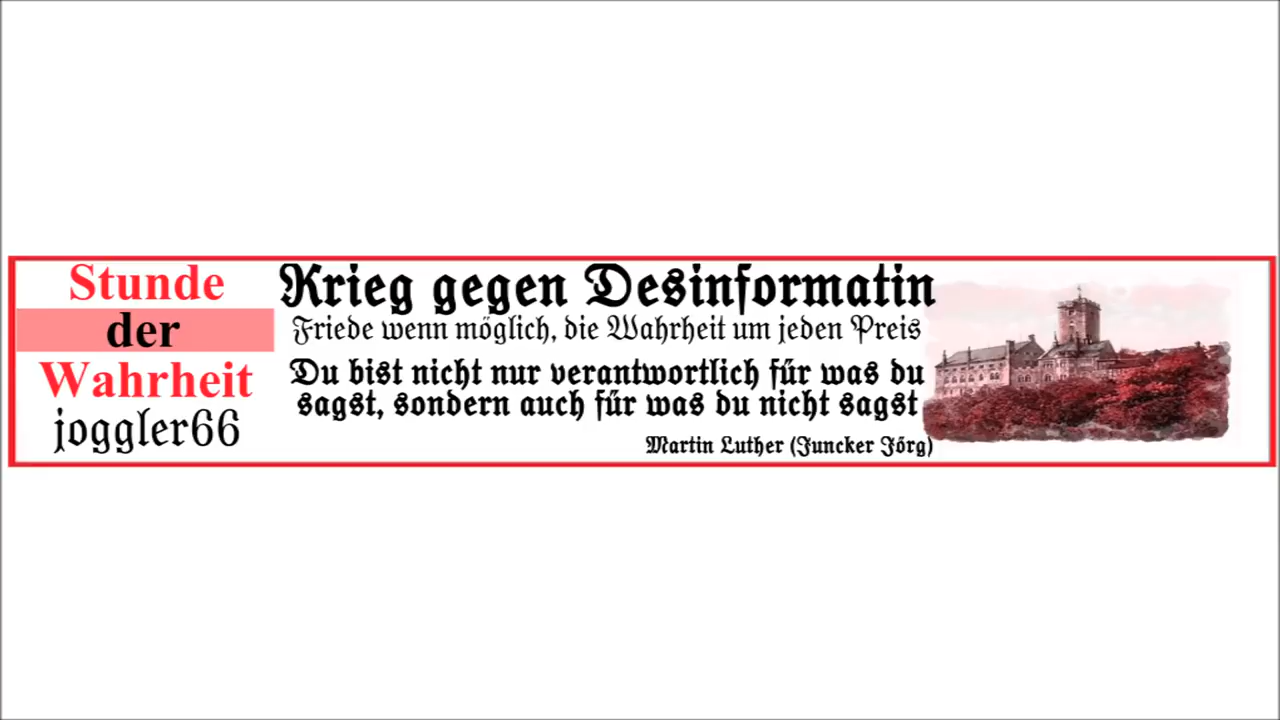 Stunde
der
Wahrheit
joggler66
Krieg gegen Desinformatin
Friede wenn möglich, die Wahrheit um jeden Preis
Du bist nicht nur verantwortlich für was du
sagst, sondern auch für was du nicht sagst
Martin Luther (Juncker Jörg)